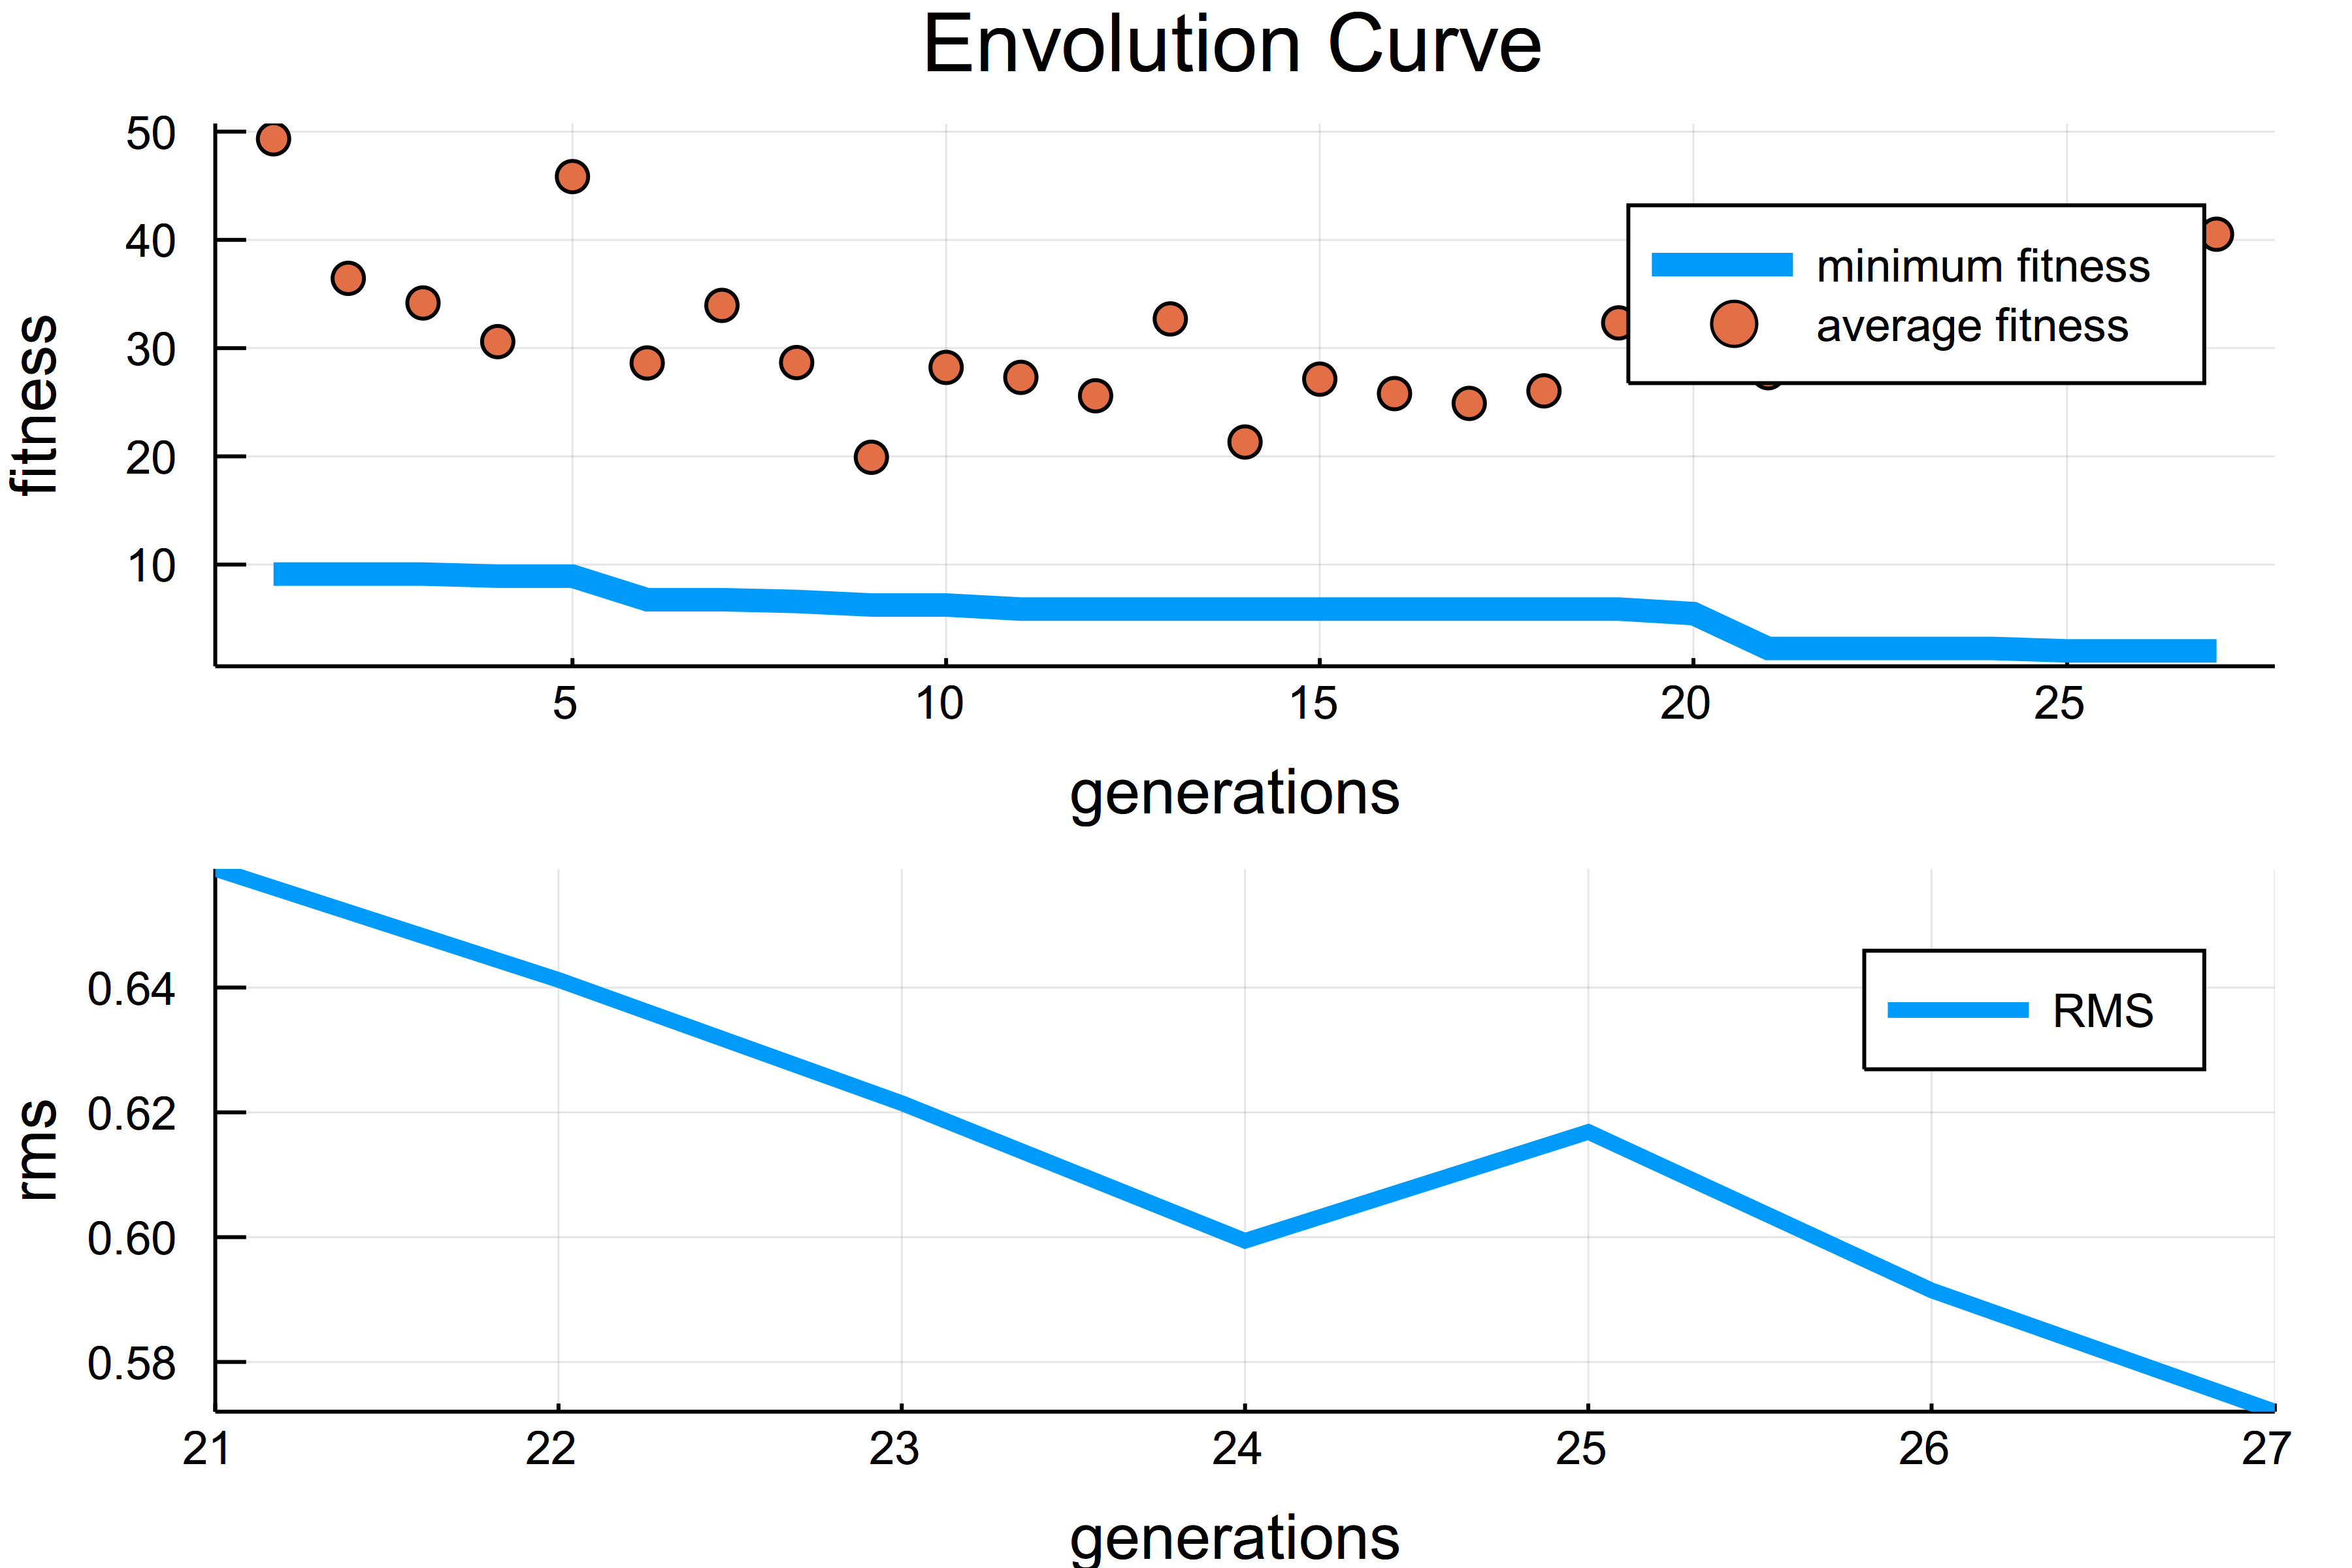 Envolution Curve
50
40
30
20
10
fitness
minimum fitness
average fitness
5 10 15 20 25
generations
0.64
0.62
0.60
0.58
rms
RMS
21 22 23 24 25 26 27
generations